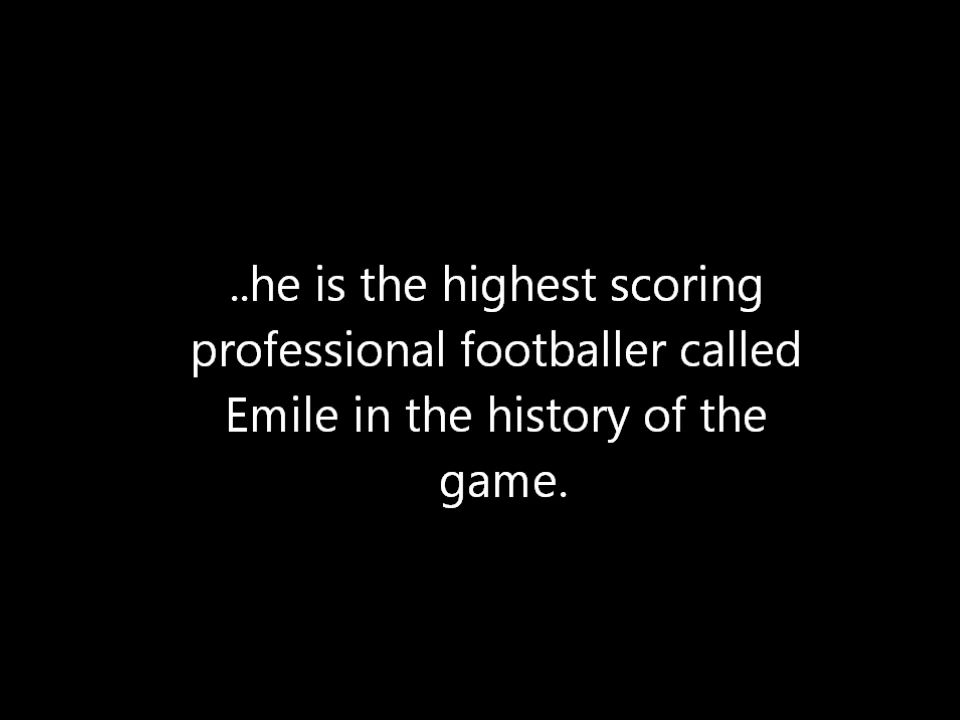 ..he is the highest scoring
professional footballer called
Emile in the history of the
game.